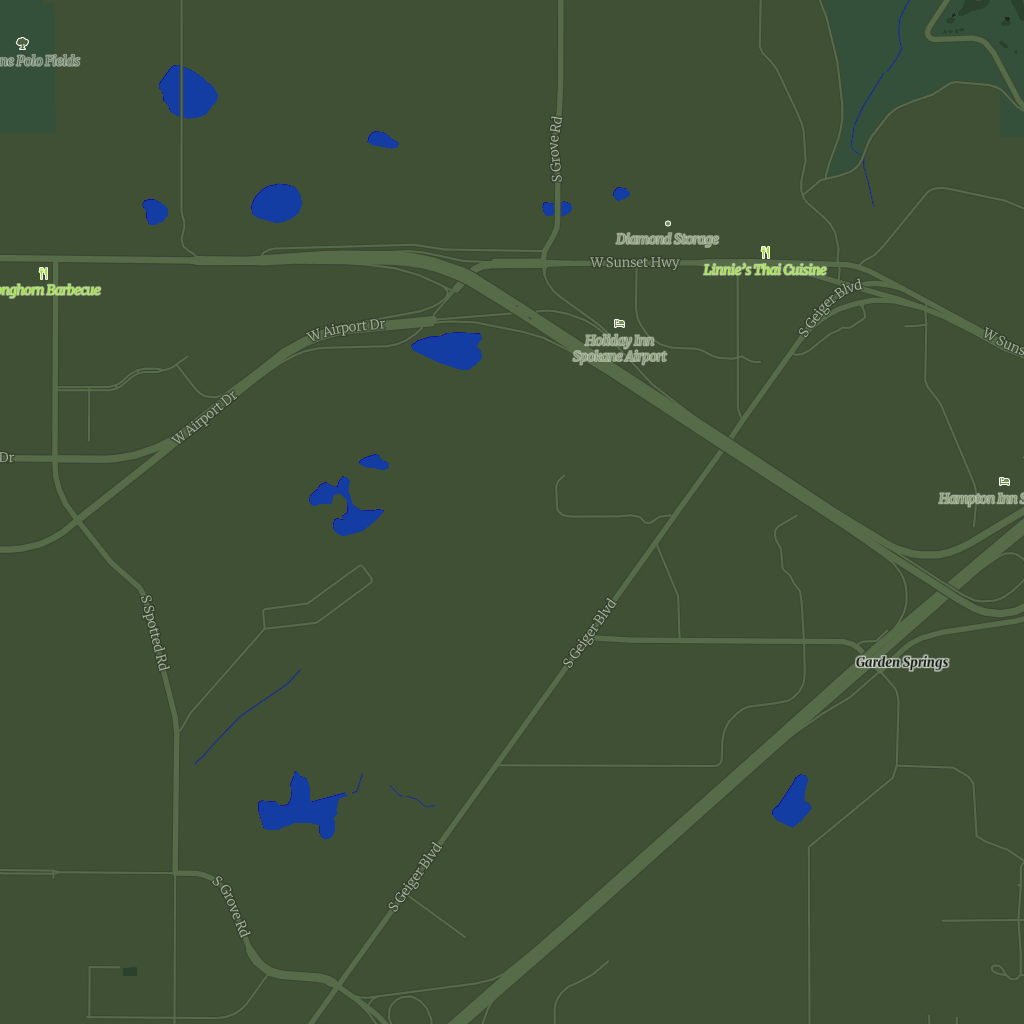 ne Polo Fields
S Grove Rd
Diamond Storage
W Sunset Hwy
Linnie's Thai Cuisine
onghorn Barbecue
S Geiger Blvd
W Airport Dr
Holiday Inn
Spokane Airport
W Suns
W Airport Dr
Dr
Hampton Inn S
S Spotted Rd
S Geiger Blvd
Garden Springs
S Geiger Blvd
S Grove Rd